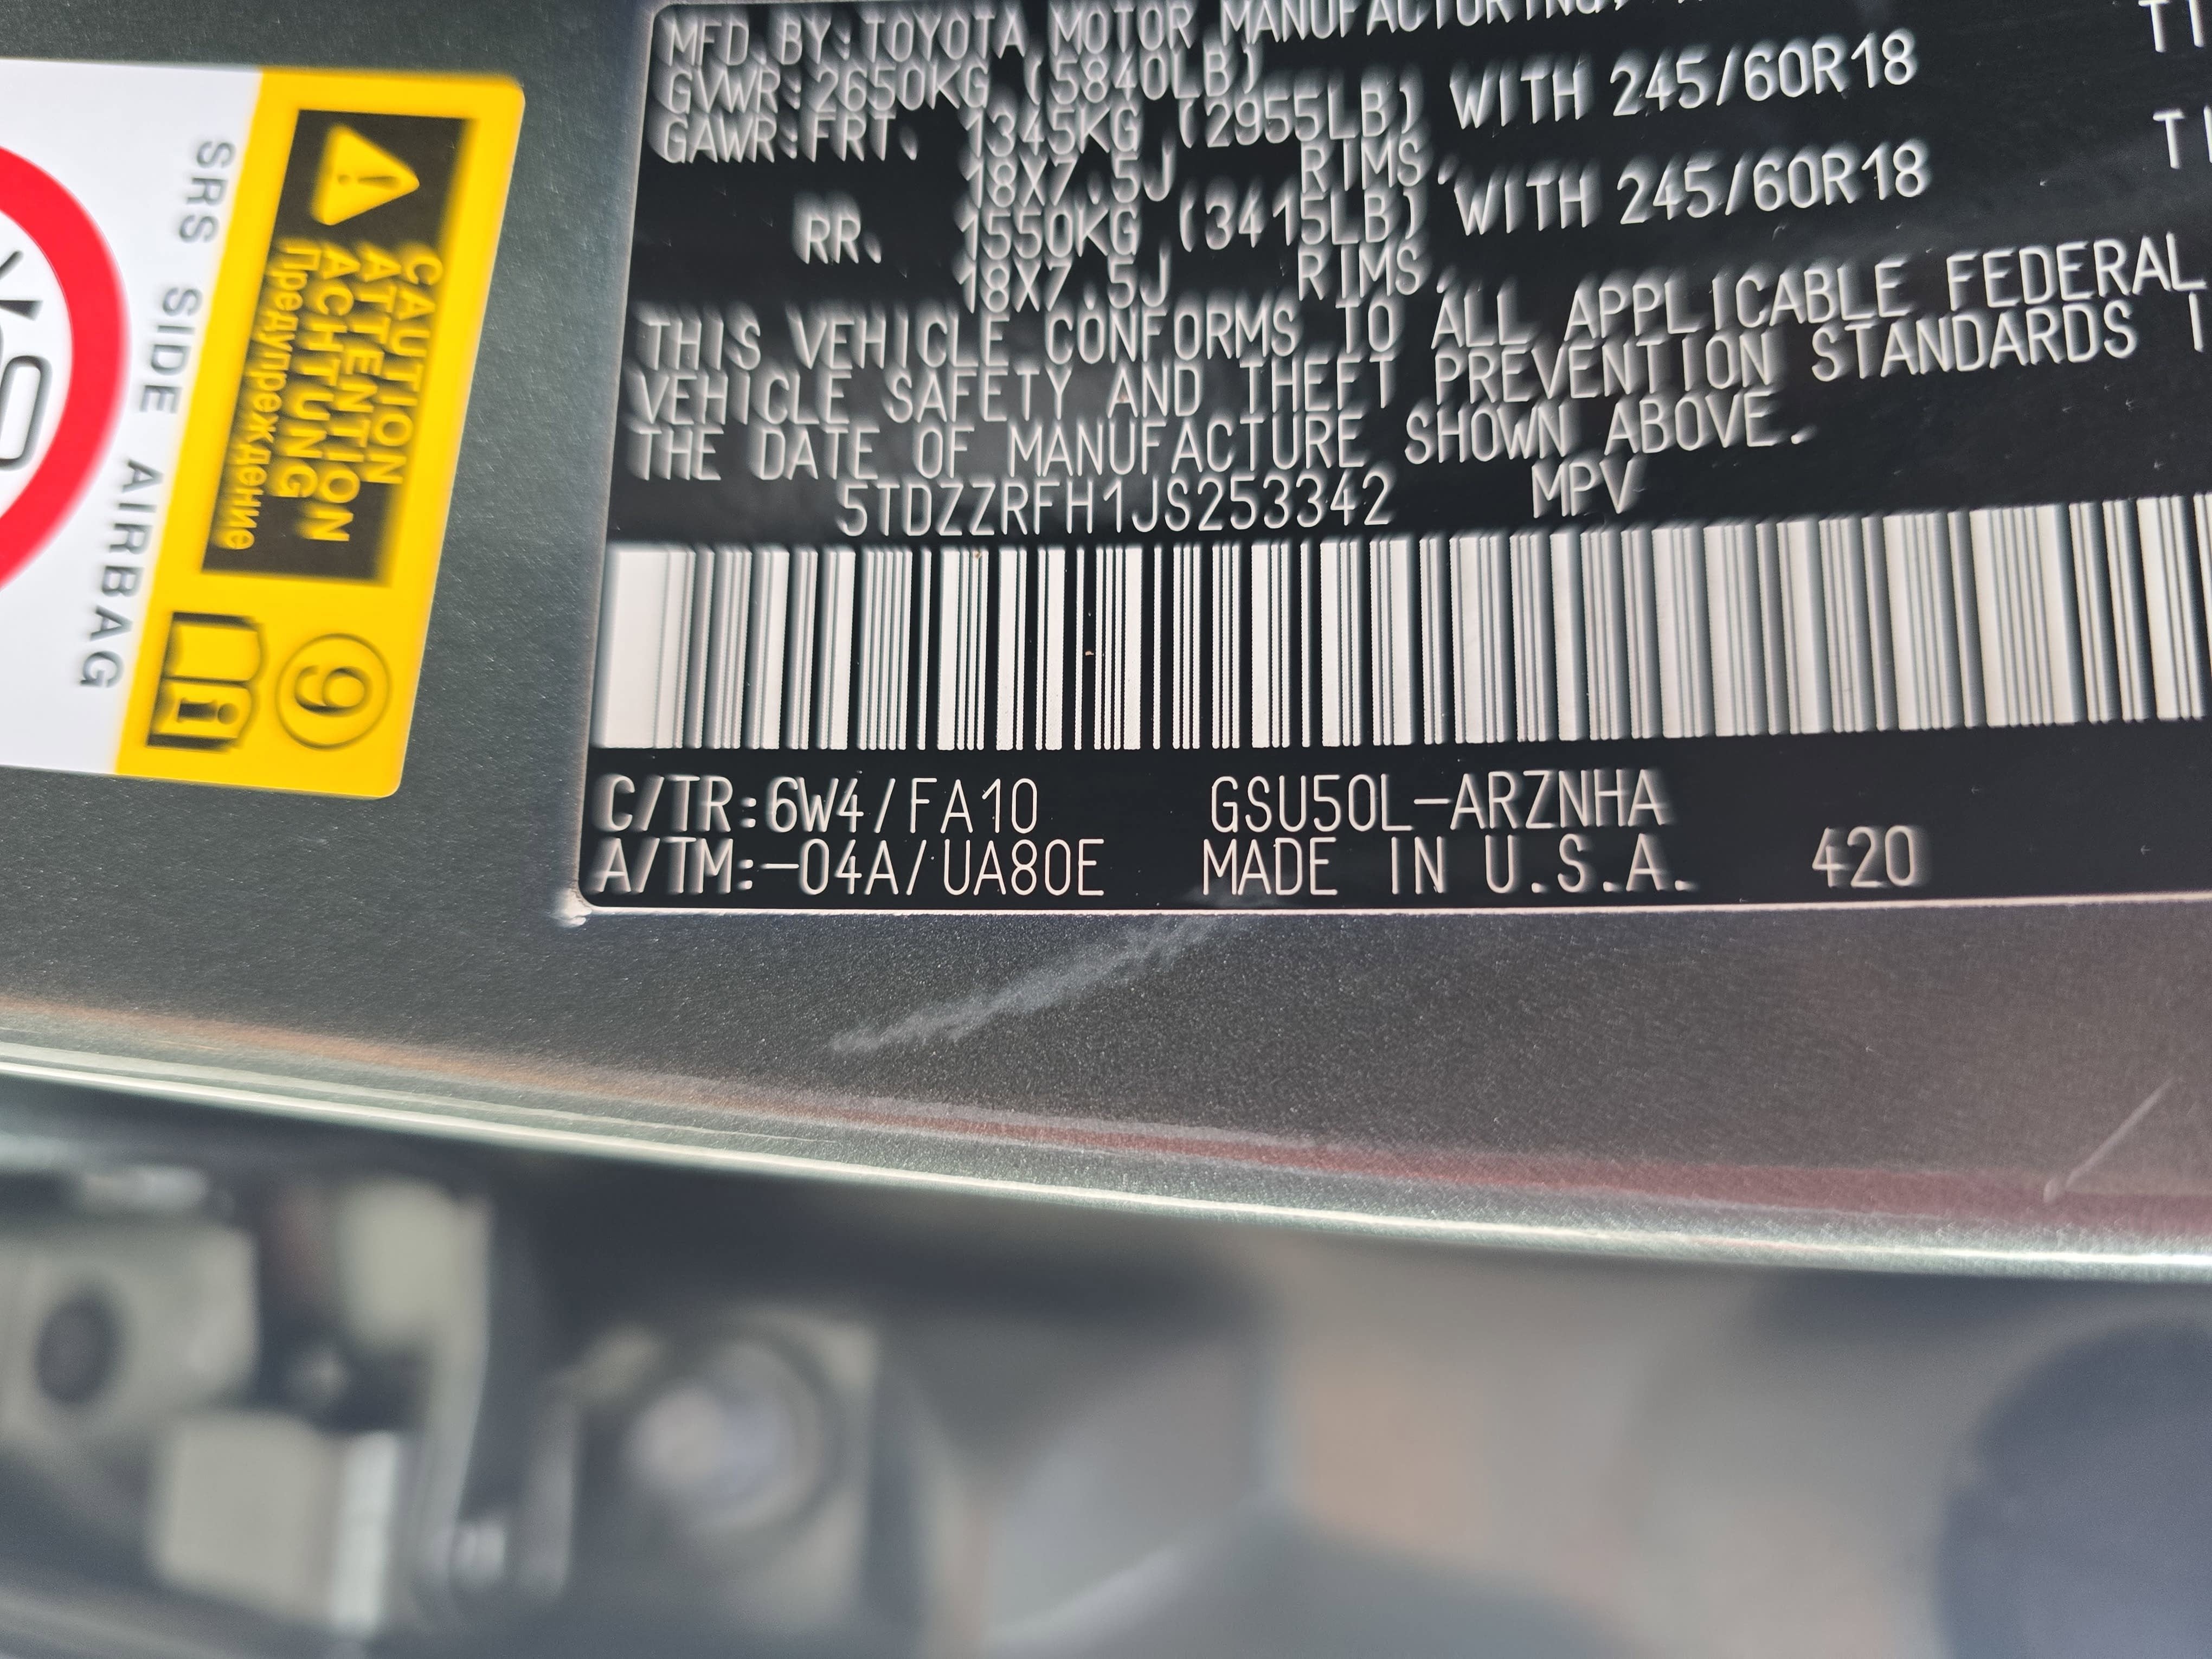 MFD.BY:TOYOTA MOTOR MANUFACTURING,
GVWR:2650KG (5840LB)
GAWR:FRT. 1345KG (2955LB) WITH 245/60R18
18X7.5J RIMS,
RR. 1550KG (3415LB) WITH 245/60R18
18X7.5J RIMS,
THIS VEHICLE CONFORMS TO ALL APPLICABLE FEDERAL
VEHICLE SAFETY AND THEFT PREVENTION STANDARDS
THE DATE OF MANUFACTURE SHOWN ABOVE.
5TDZZRFH1JS253342 MPV
C/TR:6W4/FA10 GSU50L-ARZNHA
A/TM:-04A/UA80E MADE IN U.S.A. 420
CAUTION
ATTENTION
ACHTUNG
Предупреждение
9
SRS SIDE AIRBAG